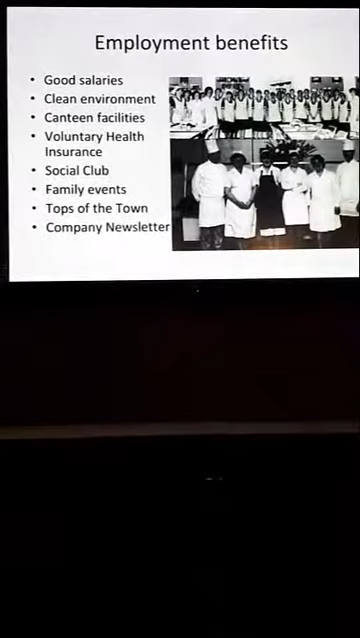 Employment benefits
• Good salaries
• Clean environment
• Canteen facilities
• Voluntary Health
Insurance
• Social Club
• Family events
• Tops of the Town
• Company Newsletter